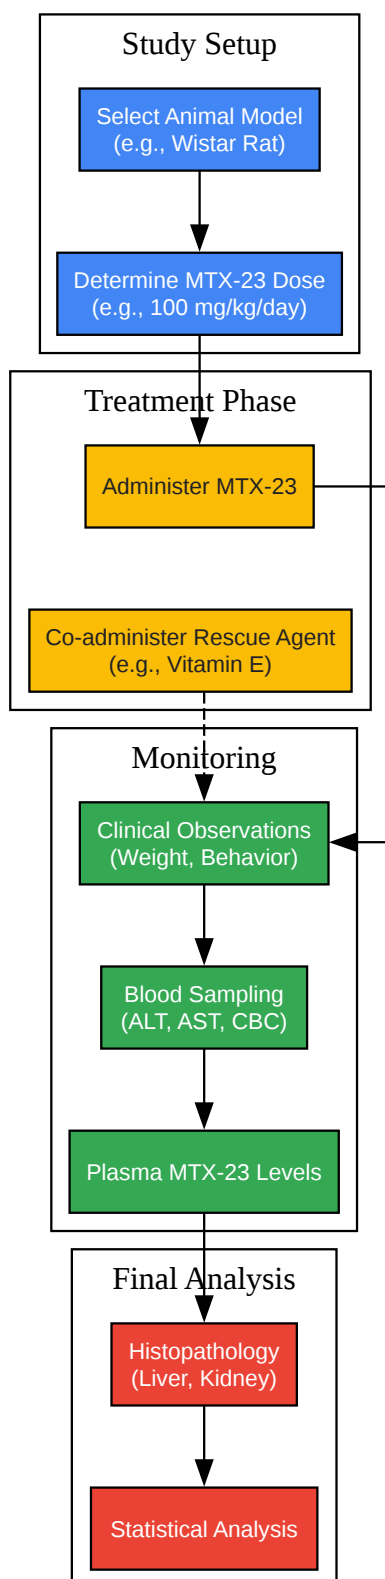 Study Setup
Select Animal Model
(e.g., Wistar Rat)
Determine MTX-23 Dose
(e.g., 100 mg/kg/day)
Treatment Phase
Administer MTX-23
Co-administer Rescue Agent
(e.g., Vitamin E)
Monitoring
Clinical Observations
(Weight, Behavior)
Blood Sampling
(ALT, AST, CBC)
Plasma MTX-23 Levels
Final Analysis
Histopathology
(Liver, Kidney)
Statistical Analysis